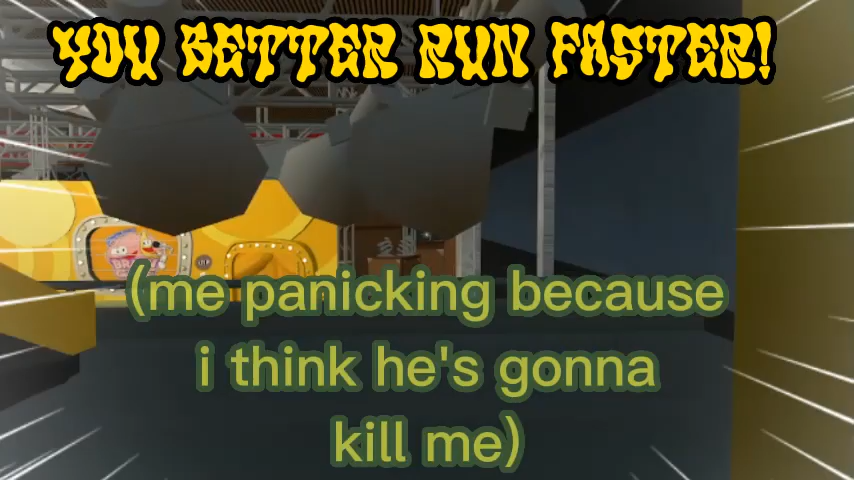 YOU BETTER RUN FASTER!
(me panicking because
i think he's gonna
kill me)